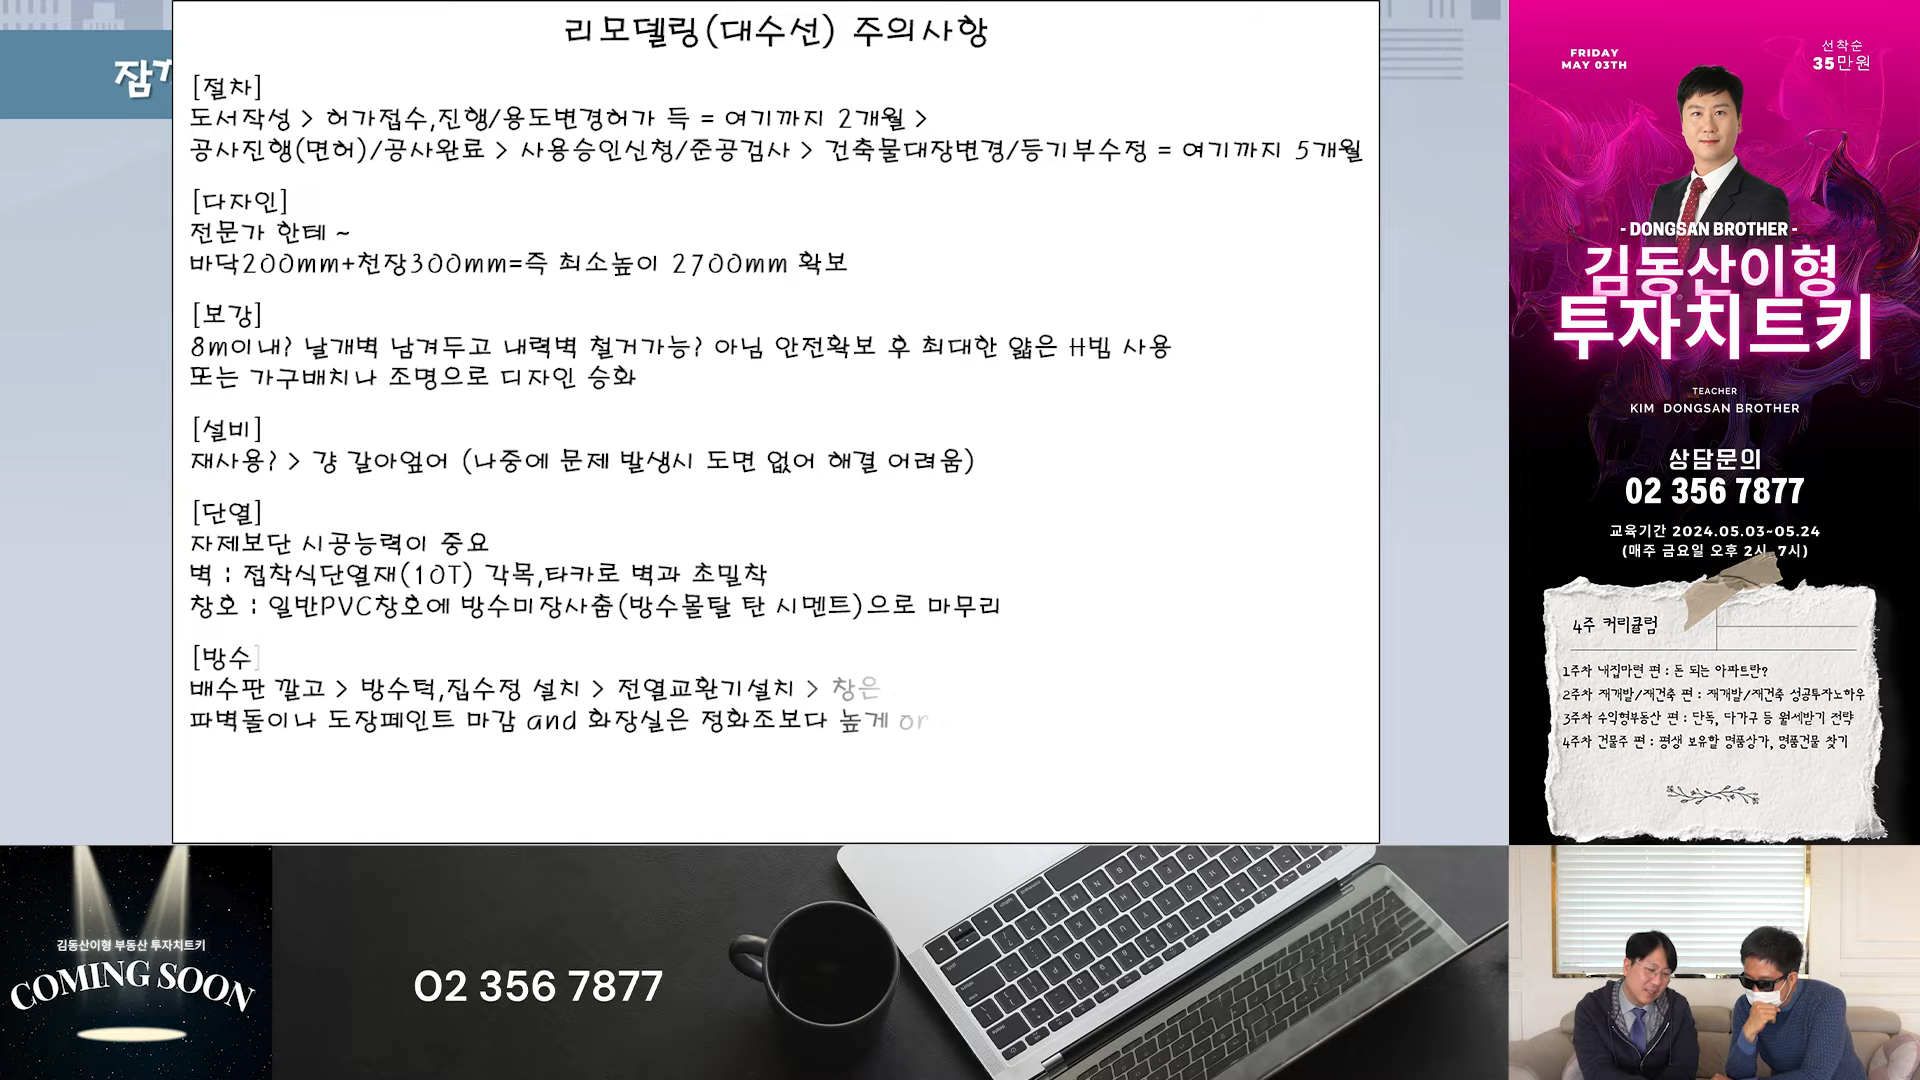 리모델링(대수선) 주의사항
[절차]
도서작성 > 허가접수,진행/용도변경허가 득 = 여기까지 2개월 >
공사진행(면허)/공사완료 > 사용승인신청/준공검사 > 건축물대장변경/등기부수정 = 여기까지 5개월
[다자인]
전문가 한테 ~
바닥200mm+천장300mm=즉 최소높이 2700mm 확보
[보강]
8m이내? 날개벽 남겨두고 내력벽 철거가능? 아님 안전확보 후 최대한 얇은 H빔 사용
또는 가구배치나 조명으로 디자인 승화
[설비]
재사용? > 걍 갈아엎어 (나중에 문제 발생시 도면 없어 해결 어려움)
[단열]
자제보단 시공능력이 중요
벽 : 접착식단열재(10T) 각목,타카로 벽과 초밀착
창호 : 일반PVC창호에 방수미장사춤(방수몰탈 탄 시멘트)으로 마무리
[방수]
배수판 깔고 > 방수턱,집수정 설치 > 전열교환기설치 > 창은
파벽돌이나 도장페인트 마감 and 화장실은 정화조보다 높게 or
FRIDAY
MAY 03TH
선착순
35만원
- DONGSAN BROTHER -
김동산이형
투자치트키
TEACHER
KIM DONGSAN BROTHER
상담문의
02 356 7877
교육기간 2024.05.03~05.24
(매주 금요일 오후 2시, 7시)
4주 커리큘럼
1주차 내집마련 편 : 돈 되는 아파트란?
2주차 재개발/재건축 편 : 재개발/재건축 성공투자노하우
3주차 수익형부동산 편 : 단독, 다가구 등 월세받기 전략
4주차 건물주 편 : 평생 보유할 명품상가, 명품건물 찾기
김동산이형 부동산 투자치트키
COMING SOON
02 356 7877